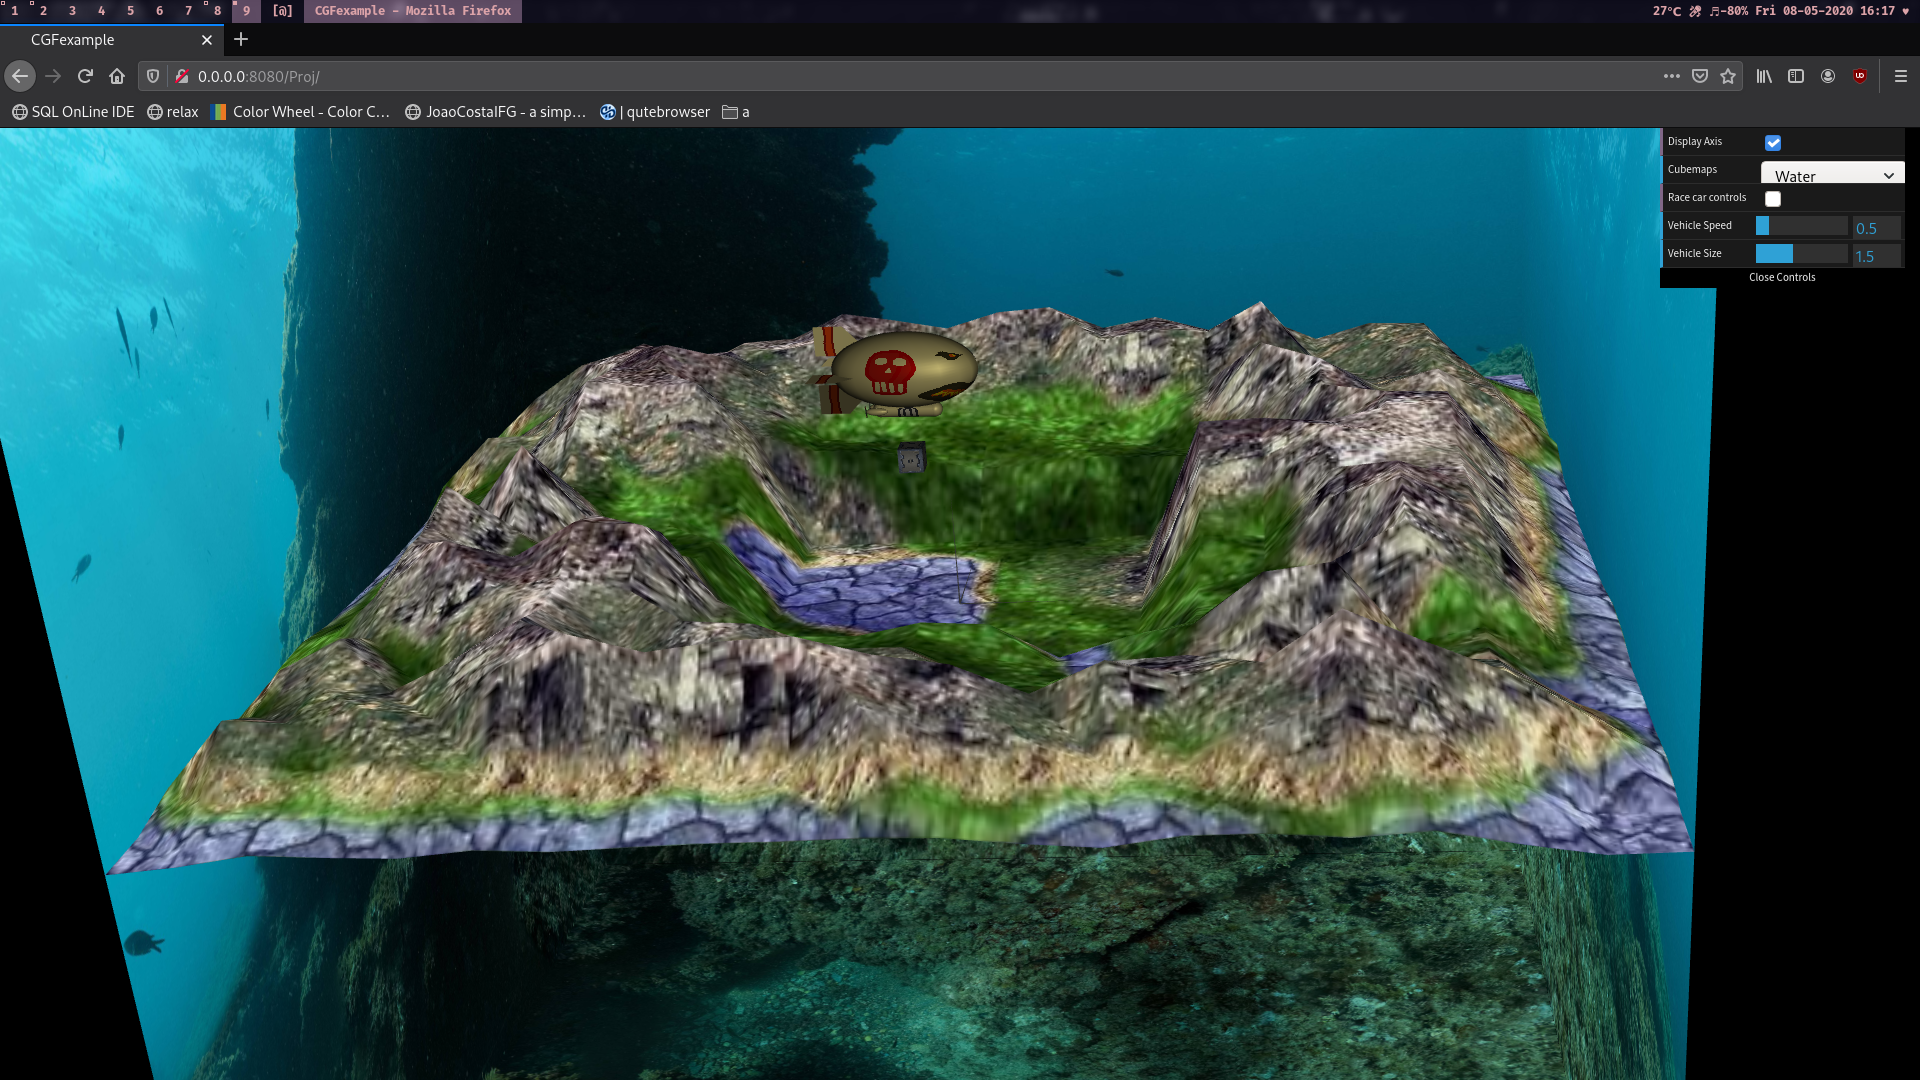 1 2 3 4 5 6 7 8 9 [@] CGFexample - Mozilla Firefox
27°C 80% Fri 08-05-2020 16:17 ♥
CGFexample
0.0.0.0:8080/Proj/
SQL OnLine IDE relax Color Wheel - Color C… JoaoCostaIFG - a simp… | qutebrowser a
Display Axis
Cubemaps Water
Race car controls
Vehicle Speed 0.5
Vehicle Size 1.5
Close Controls